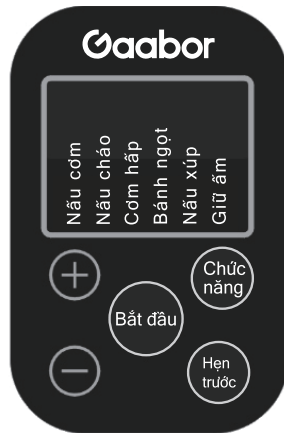 Gaabor
Nấu cơm
Nấu cháo
Cơm hấp
Bánh ngọt
Nấu xúp
Giữ ấm
+
Chức
năng
Bắt đầu
−
Hẹn
trước